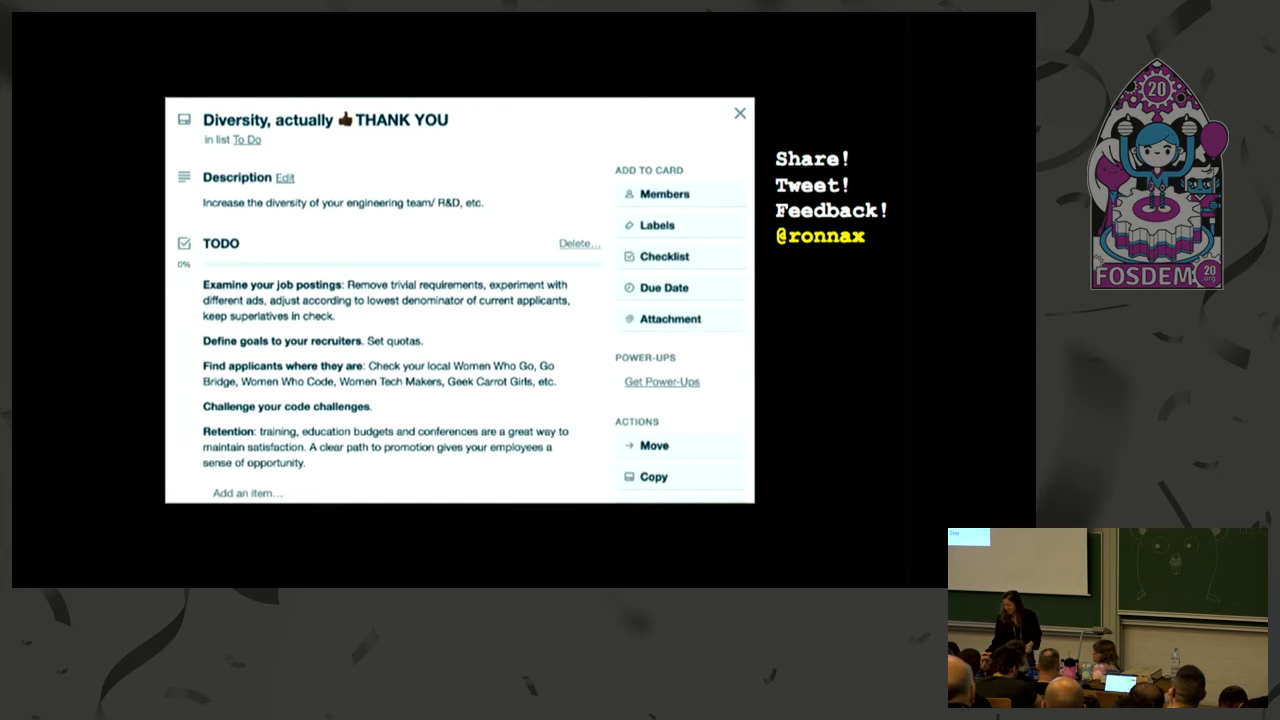 Diversity, actually 👍🏿THANK YOU
in list To Do
Description Edit
Increase the diversity of your engineering team/ R&D, etc.
TODO
Delete...
0%
Examine your job postings: Remove trivial requirements, experiment with
different ads, adjust according to lowest denominator of current applicants,
keep superlatives in check.
Define goals to your recruiters. Set quotas.
Find applicants where they are: Check your local Women Who Go, Go
Bridge, Women Who Code, Women Tech Makers, Geek Carrot Girls, etc.
Challenge your code challenges.
Retention: training, education budgets and conferences are a great way to
maintain satisfaction. A clear path to promotion gives your employees a
sense of opportunity.
Add an item...
ADD TO CARD
Members
Labels
Checklist
Due Date
Attachment
POWER-UPS
Get Power-Ups
ACTIONS
Move
Copy
Share!
Tweet!
Feedback!
@ronnax
20
FOSDEM
20
.org